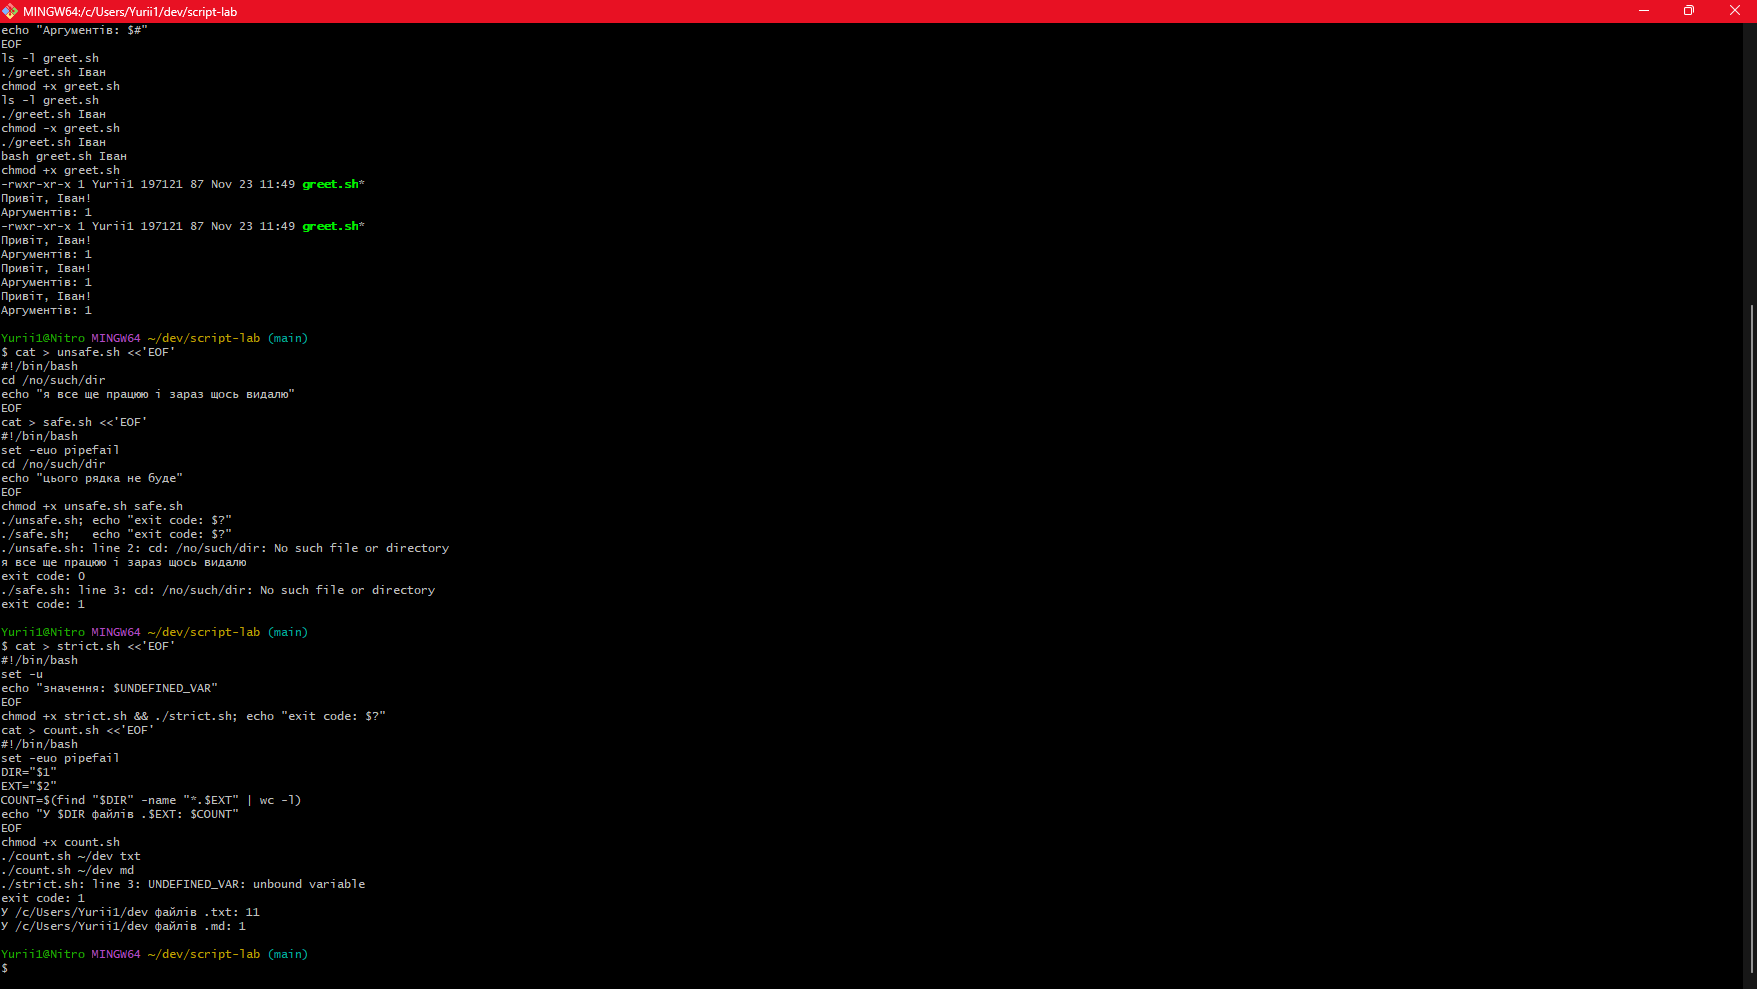 MINGW64:/c/Users/Yurii1/dev/script-lab
echo "Аргументів: $#"
EOF
ls -l greet.sh
./greet.sh Іван
chmod +x greet.sh
ls -l greet.sh
./greet.sh Іван
chmod -x greet.sh
./greet.sh Іван
bash greet.sh Іван
chmod +x greet.sh
-rwxr-xr-x 1 Yurii1 197121 87 Nov 23 11:49 greet.sh*
Привіт, Іван!
Аргументів: 1
-rwxr-xr-x 1 Yurii1 197121 87 Nov 23 11:49 greet.sh*
Привіт, Іван!
Аргументів: 1
Привіт, Іван!
Аргументів: 1
Привіт, Іван!
Аргументів: 1
Yurii1@Nitro MINGW64 ~/dev/script-lab (main)
$ cat > unsafe.sh <<'EOF'
#!/bin/bash
cd /no/such/dir
echo "я все ще працюю і зараз щось видалю"
EOF
cat > safe.sh <<'EOF'
#!/bin/bash
set -euo pipefail
cd /no/such/dir
echo "цього рядка не буде"
EOF
chmod +x unsafe.sh safe.sh
./unsafe.sh; echo "exit code: $?"
./safe.sh;   echo "exit code: $?"
./unsafe.sh: line 2: cd: /no/such/dir: No such file or directory
я все ще працюю і зараз щось видалю
exit code: 0
./safe.sh: line 3: cd: /no/such/dir: No such file or directory
exit code: 1
Yurii1@Nitro MINGW64 ~/dev/script-lab (main)
$ cat > strict.sh <<'EOF'
#!/bin/bash
set -u
echo "значення: $UNDEFINED_VAR"
EOF
chmod +x strict.sh && ./strict.sh; echo "exit code: $?"
cat > count.sh <<'EOF'
#!/bin/bash
set -euo pipefail
DIR="$1"
EXT="$2"
COUNT=$(find "$DIR" -name "*.$EXT" | wc -l)
echo "У $DIR файлів .$EXT: $COUNT"
EOF
chmod +x count.sh
./count.sh ~/dev txt
./count.sh ~/dev md
./strict.sh: line 3: UNDEFINED_VAR: unbound variable
exit code: 1
У /c/Users/Yurii1/dev файлів .txt: 11
У /c/Users/Yurii1/dev файлів .md: 1
Yurii1@Nitro MINGW64 ~/dev/script-lab (main)
$